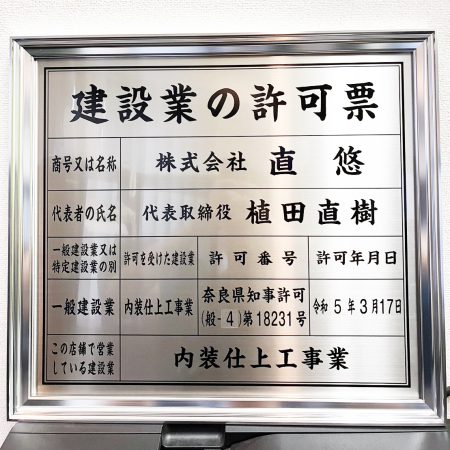 建設業の許可票
商号又は名称 株式会社 直悠
代表者の氏名 代表取締役 植田直樹
一般建設業又は
特定建設業の別
許可を受けた建設業
許可番号
許可年月日
一般建設業
内装仕上工事業
奈良県知事許可
(般-4)第18231号
令和5年3月17日
この店舗で営業
している建設業
内装仕上工事業